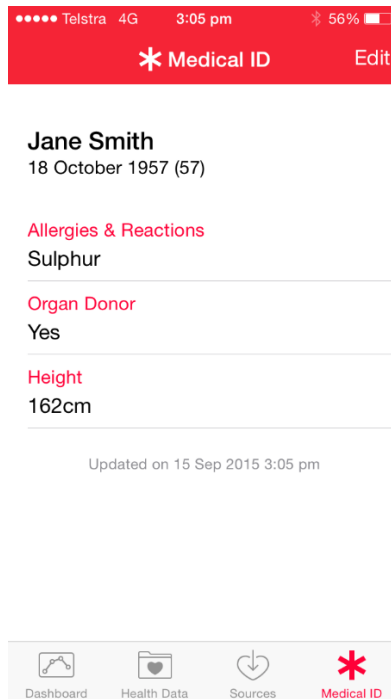 Telstra 4G 3:05 pm 56%
Medical ID Edit
Jane Smith
18 October 1957 (57)
Allergies & Reactions
Sulphur
Organ Donor
Yes
Height
162cm
Updated on 15 Sep 2015 3:05 pm
Dashboard Health Data Sources Medical ID